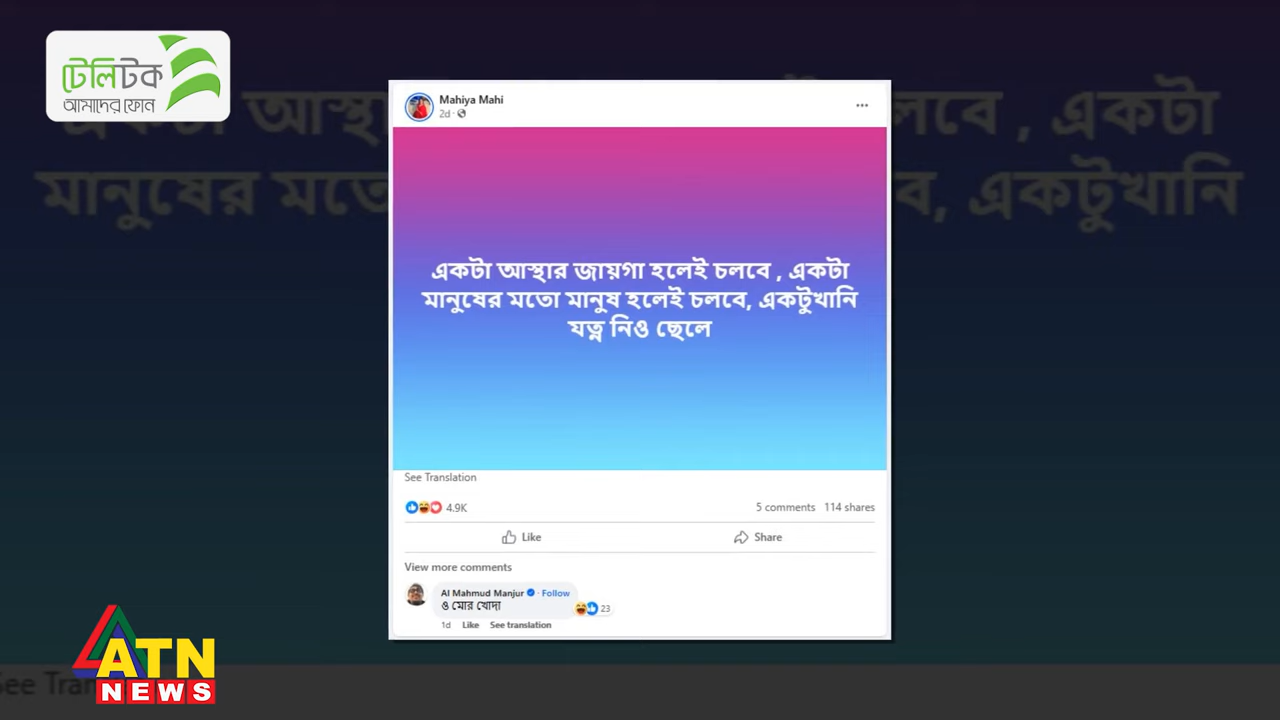 টেলিটক
আমাদের ফোন
Mahiya Mahi
2d
একটা আস্থার জায়গা হলেই চলবে , একটা
মানুষের মতো মানুষ হলেই চলবে, একটুখানি
যত্ন নিও ছেলে
See Translation
4.9K
5 comments 114 shares
Like
Share
View more comments
Al Mahmud Manjur · Follow
ও মোর খোদা
23
1d Like See translation
ATN
NEWS